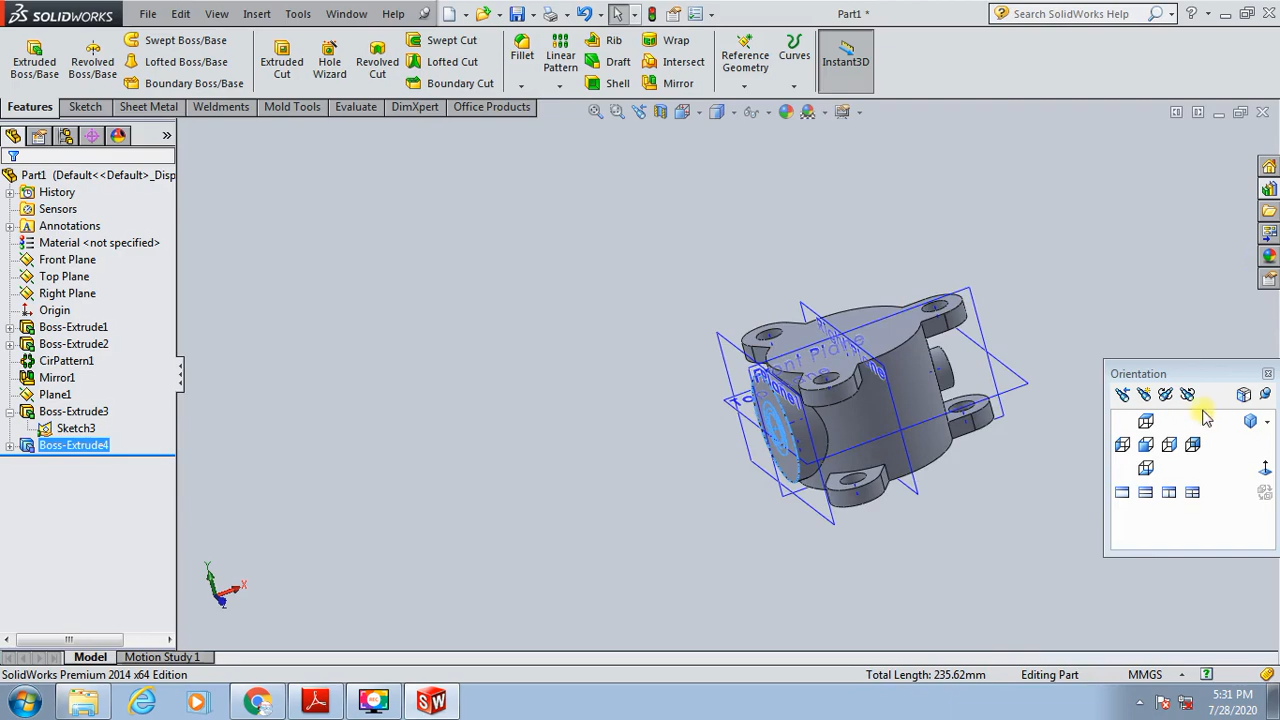 SOLIDWORKS File Edit View Insert Tools Window Help Part1 * Search SolidWorks Help
Extruded Boss/Base
Revolved Boss/Base
Swept Boss/Base
Lofted Boss/Base
Boundary Boss/Base
Extruded Cut
Hole Wizard
Revolved Cut
Swept Cut
Lofted Cut
Boundary Cut
Fillet
Linear Pattern
Rib
Draft
Shell
Wrap
Intersect
Mirror
Reference Geometry
Curves
Instant3D
Features Sketch Sheet Metal Weldments Mold Tools Evaluate DimXpert Office Products
Part1 (Default<<Default>_Disp
History
Sensors
Annotations
Material <not specified>
Front Plane
Top Plane
Right Plane
Origin
Boss-Extrude1
Boss-Extrude2
CirPattern1
Mirror1
Plane1
Boss-Extrude3
Sketch3
Boss-Extrude4
Front Plane
Orientation
Y
X
Z
Model Motion Study 1
SolidWorks Premium 2014 x64 Edition Total Length: 235.62mm Editing Part MMGS
5:31 PM
7/28/2020